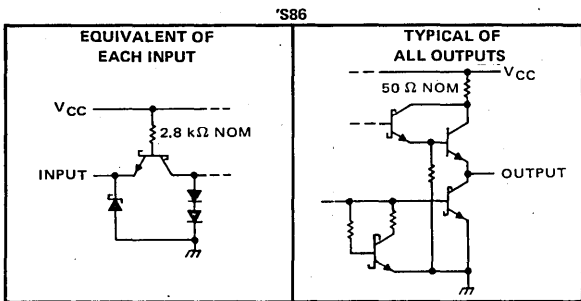 'S86
EQUIVALENT OF
EACH INPUT
VCC
2.8 kΩ NOM
INPUT
TYPICAL OF
ALL OUTPUTS
VCC
50 Ω NOM
OUTPUT